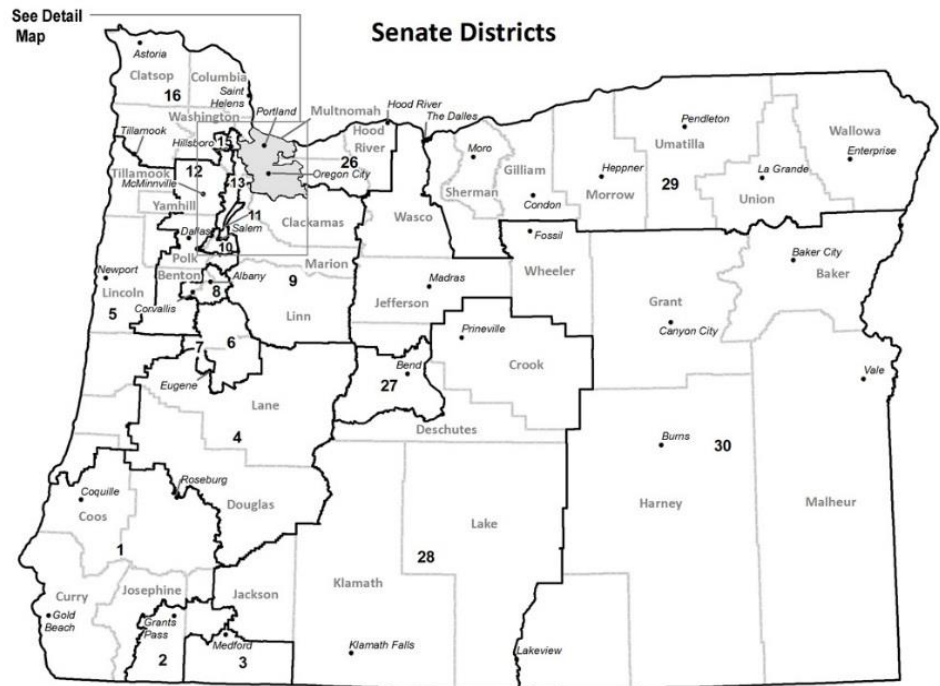 See Detail
Map
Senate Districts
Astoria
Clatsop
Columbia
16
Saint
Helens
Portland
Multnomah
Hood River
The Dalles
Washington
Tillamook
Hillsboro
15
Hood
River
26
Moro
Gilliam
Pendleton
Umatilla
Wallowa
Enterprise
12
Tillamook
McMinnville
13
Oregon City
Sherman
Condon
Heppner
Morrow
29
La Grande
Union
Yamhill
11
Salem
Clackamas
Wasco
Dallas
10
Fossil
Polk
Marion
Wheeler
Baker City
Baker
Newport
Benton
Albany
9
Madras
Lincoln
8
Jefferson
Grant
5
Corvallis
Linn
Canyon City
Prineville
7
6
Crook
Bend
Vale
Eugene
27
Lane
Deschutes
4
Burns
30
Roseburg
Coquille
Coos
Douglas
Harney
Malheur
Lake
1
28
Curry
Josephine
Jackson
Klamath
Gold
Beach
Grants
Pass
Medford
Klamath Falls
Lakeview
2
3